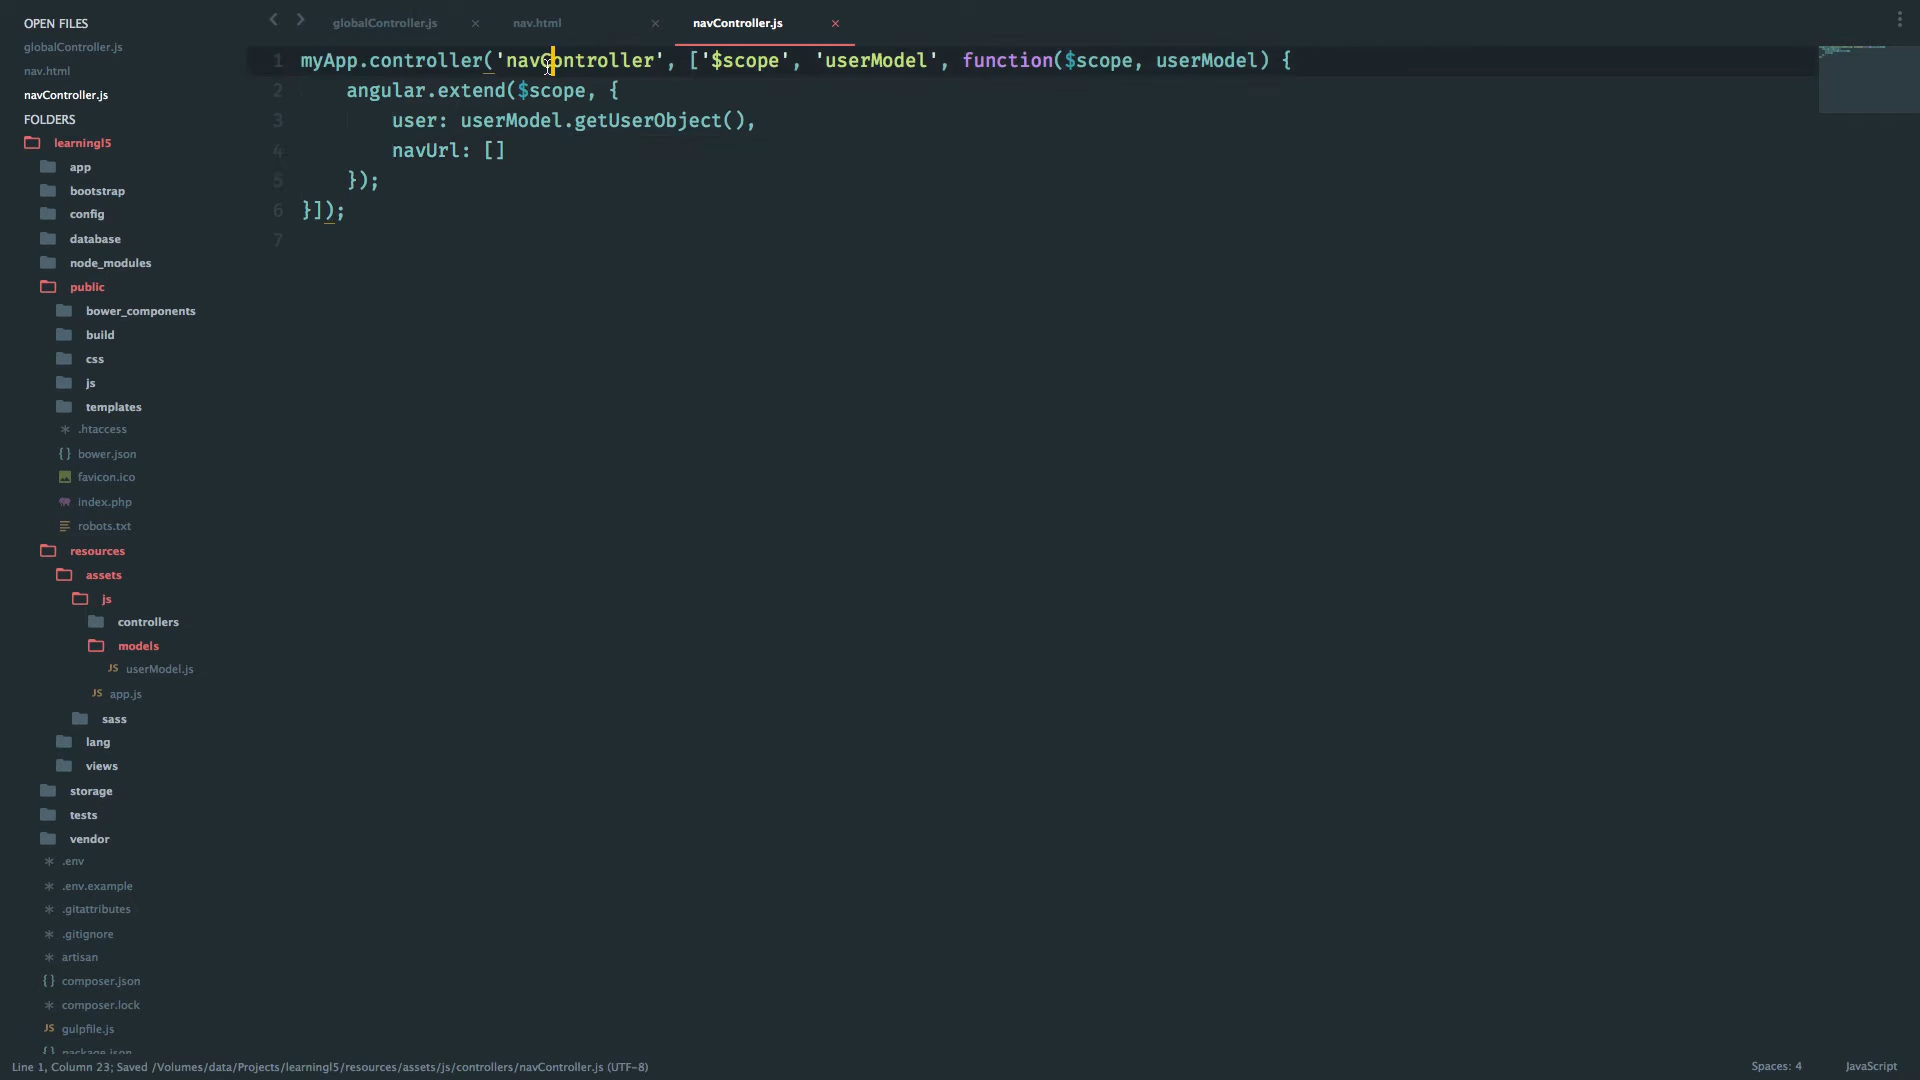 OPEN FILES
globalController.js
nav.html
navController.js
FOLDERS
learningl5
app
bootstrap
config
database
node_modules
public
bower_components
build
css
js
templates
.htaccess
bower.json
favicon.ico
index.php
robots.txt
resources
assets
js
controllers
models
JS userModel.js
JS app.js
sass
lang
views
storage
tests
vendor
.env
.env.example
.gitattributes
.gitignore
artisan
{} composer.json
composer.lock
JS gulpfile.js
{} package.json
globalController.js ×
nav.html ×
navController.js ×
1 myApp.controller('navController', ['$scope', 'userModel', function($scope, userModel) {
2 angular.extend($scope, {
3 user: userModel.getUserObject(),
4 navUrl: []
5 });
6 }]);
7
Line 1, Column 23; Saved /Volumes/data/Projects/learningl5/resources/assets/js/controllers/navController.js (UTF-8)
Spaces: 4
JavaScript